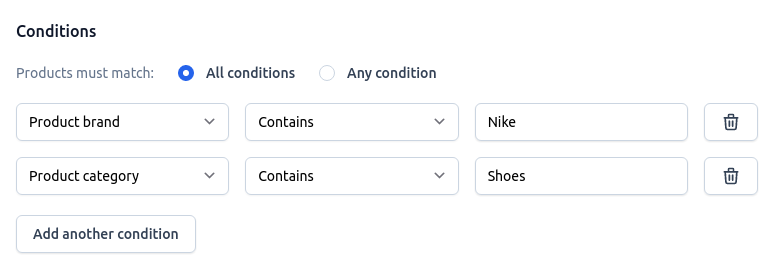 Conditions
Products must match: All conditions Any condition
Product brand Contains Nike
Product category Contains Shoes
Add another condition